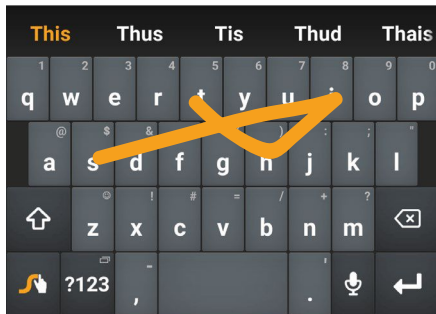 This Thus Tis Thud Thais
1 2 3 4 5 6 7 8 9 0
q w e r t y u i o p
@ $ & ) : ; "
a s d f g h j k l
! # = / + ?
z x c v b n m
?123 , - . '